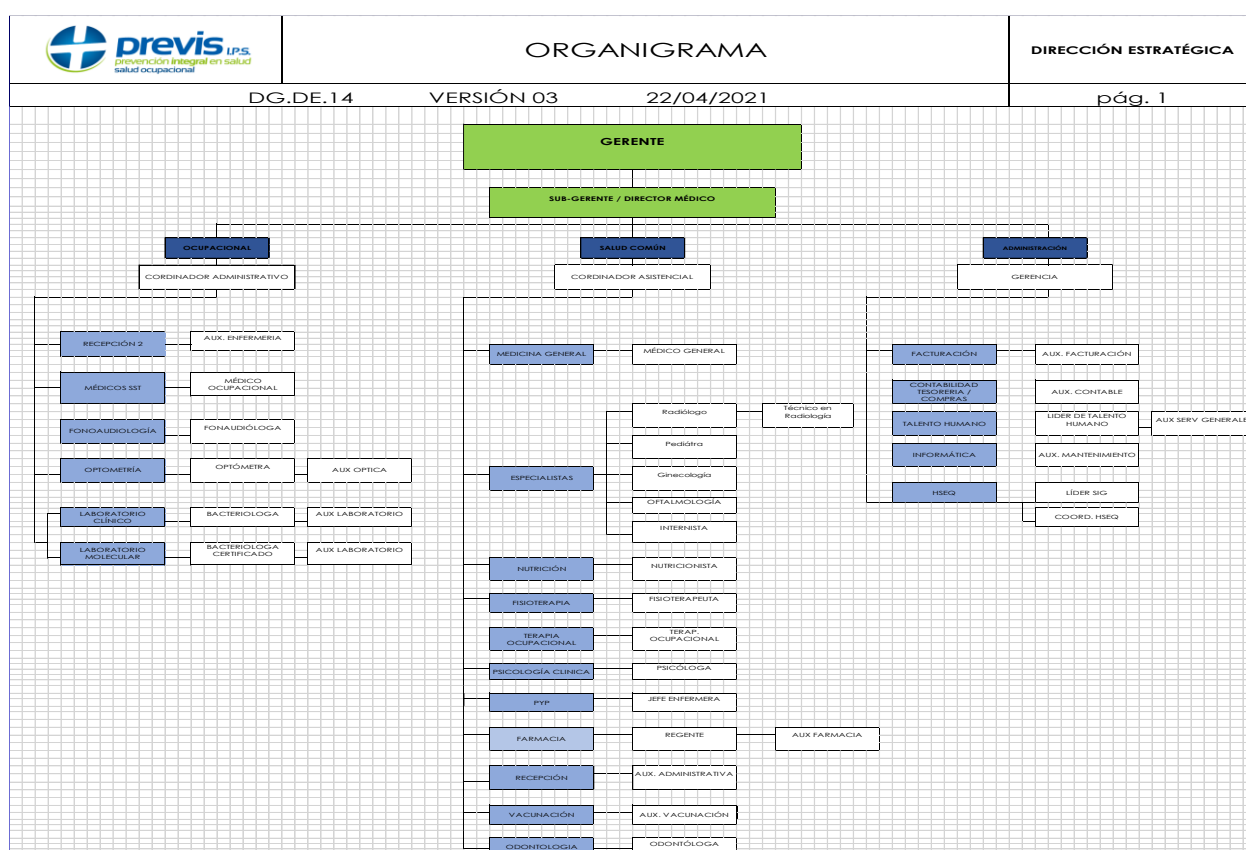 previs I.P.S.
prevención integral en salud
salud ocupacional
ORGANIGRAMA
DIRECCIÓN ESTRATÉGICA
DG.DE.14 VERSIÓN 03 22/04/2021
pág. 1
GERENTE
SUB-GERENTE / DIRECTOR MÉDICO
OCUPACIONAL
CORDINADOR ADMINISTRATIVO
RECEPCIÓN 2
AUX. ENFERMERIA
MÉDICOS SST
MÉDICO
OCUPACIONAL
FONOAUDIOLOGÍA
FONAUDIÓLOGA
OPTOMETRÍA
OPTÓMETRA
AUX OPTICA
LABORATORIO
CLÍNICO
BACTERIOLOGA
AUX LABORATORIO
LABORATORIO
MOLECULAR
BACTERIOLOGA
CERTIFICADO
AUX LABORATORIO
SALUD COMÚN
CORDINADOR ASISTENCIAL
MEDICINA GENERAL
MÉDICO GENERAL
ESPECIALISTAS
Radiólogo
Técnico en
Radiología
Pediátra
Ginecología
OFTALMOLOGÍA
INTERNISTA
NUTRICIÓN
NUTRICIONISTA
FISIOTERAPIA
FISIOTERAPEUTA
TERAPIA
OCUPACIONAL
TERAP.
OCUPACIONAL
PSICOLOGÍA CLINICA
PSICÓLOGA
PYP
JEFE ENFERMERA
FARMACIA
REGENTE
AUX FARMACIA
RECEPCIÓN
AUX. ADMINISTRATIVA
VACUNACIÓN
AUX. VACUNACIÓN
ODONTOLOGIA
ODONTÓLOGA
ADMINISTRACIÓN
GERENCIA
FACTURACIÓN
AUX. FACTURACIÓN
CONTABILIDAD
TESORERIA /
COMPRAS
AUX. CONTABLE
TALENTO HUMANO
LIDER DE TALENTO
HUMANO
AUX SERV GENERALE
INFORMÁTICA
AUX. MANTENIMIENTO
HSEQ
LÍDER SIG
COORD. HSEQ